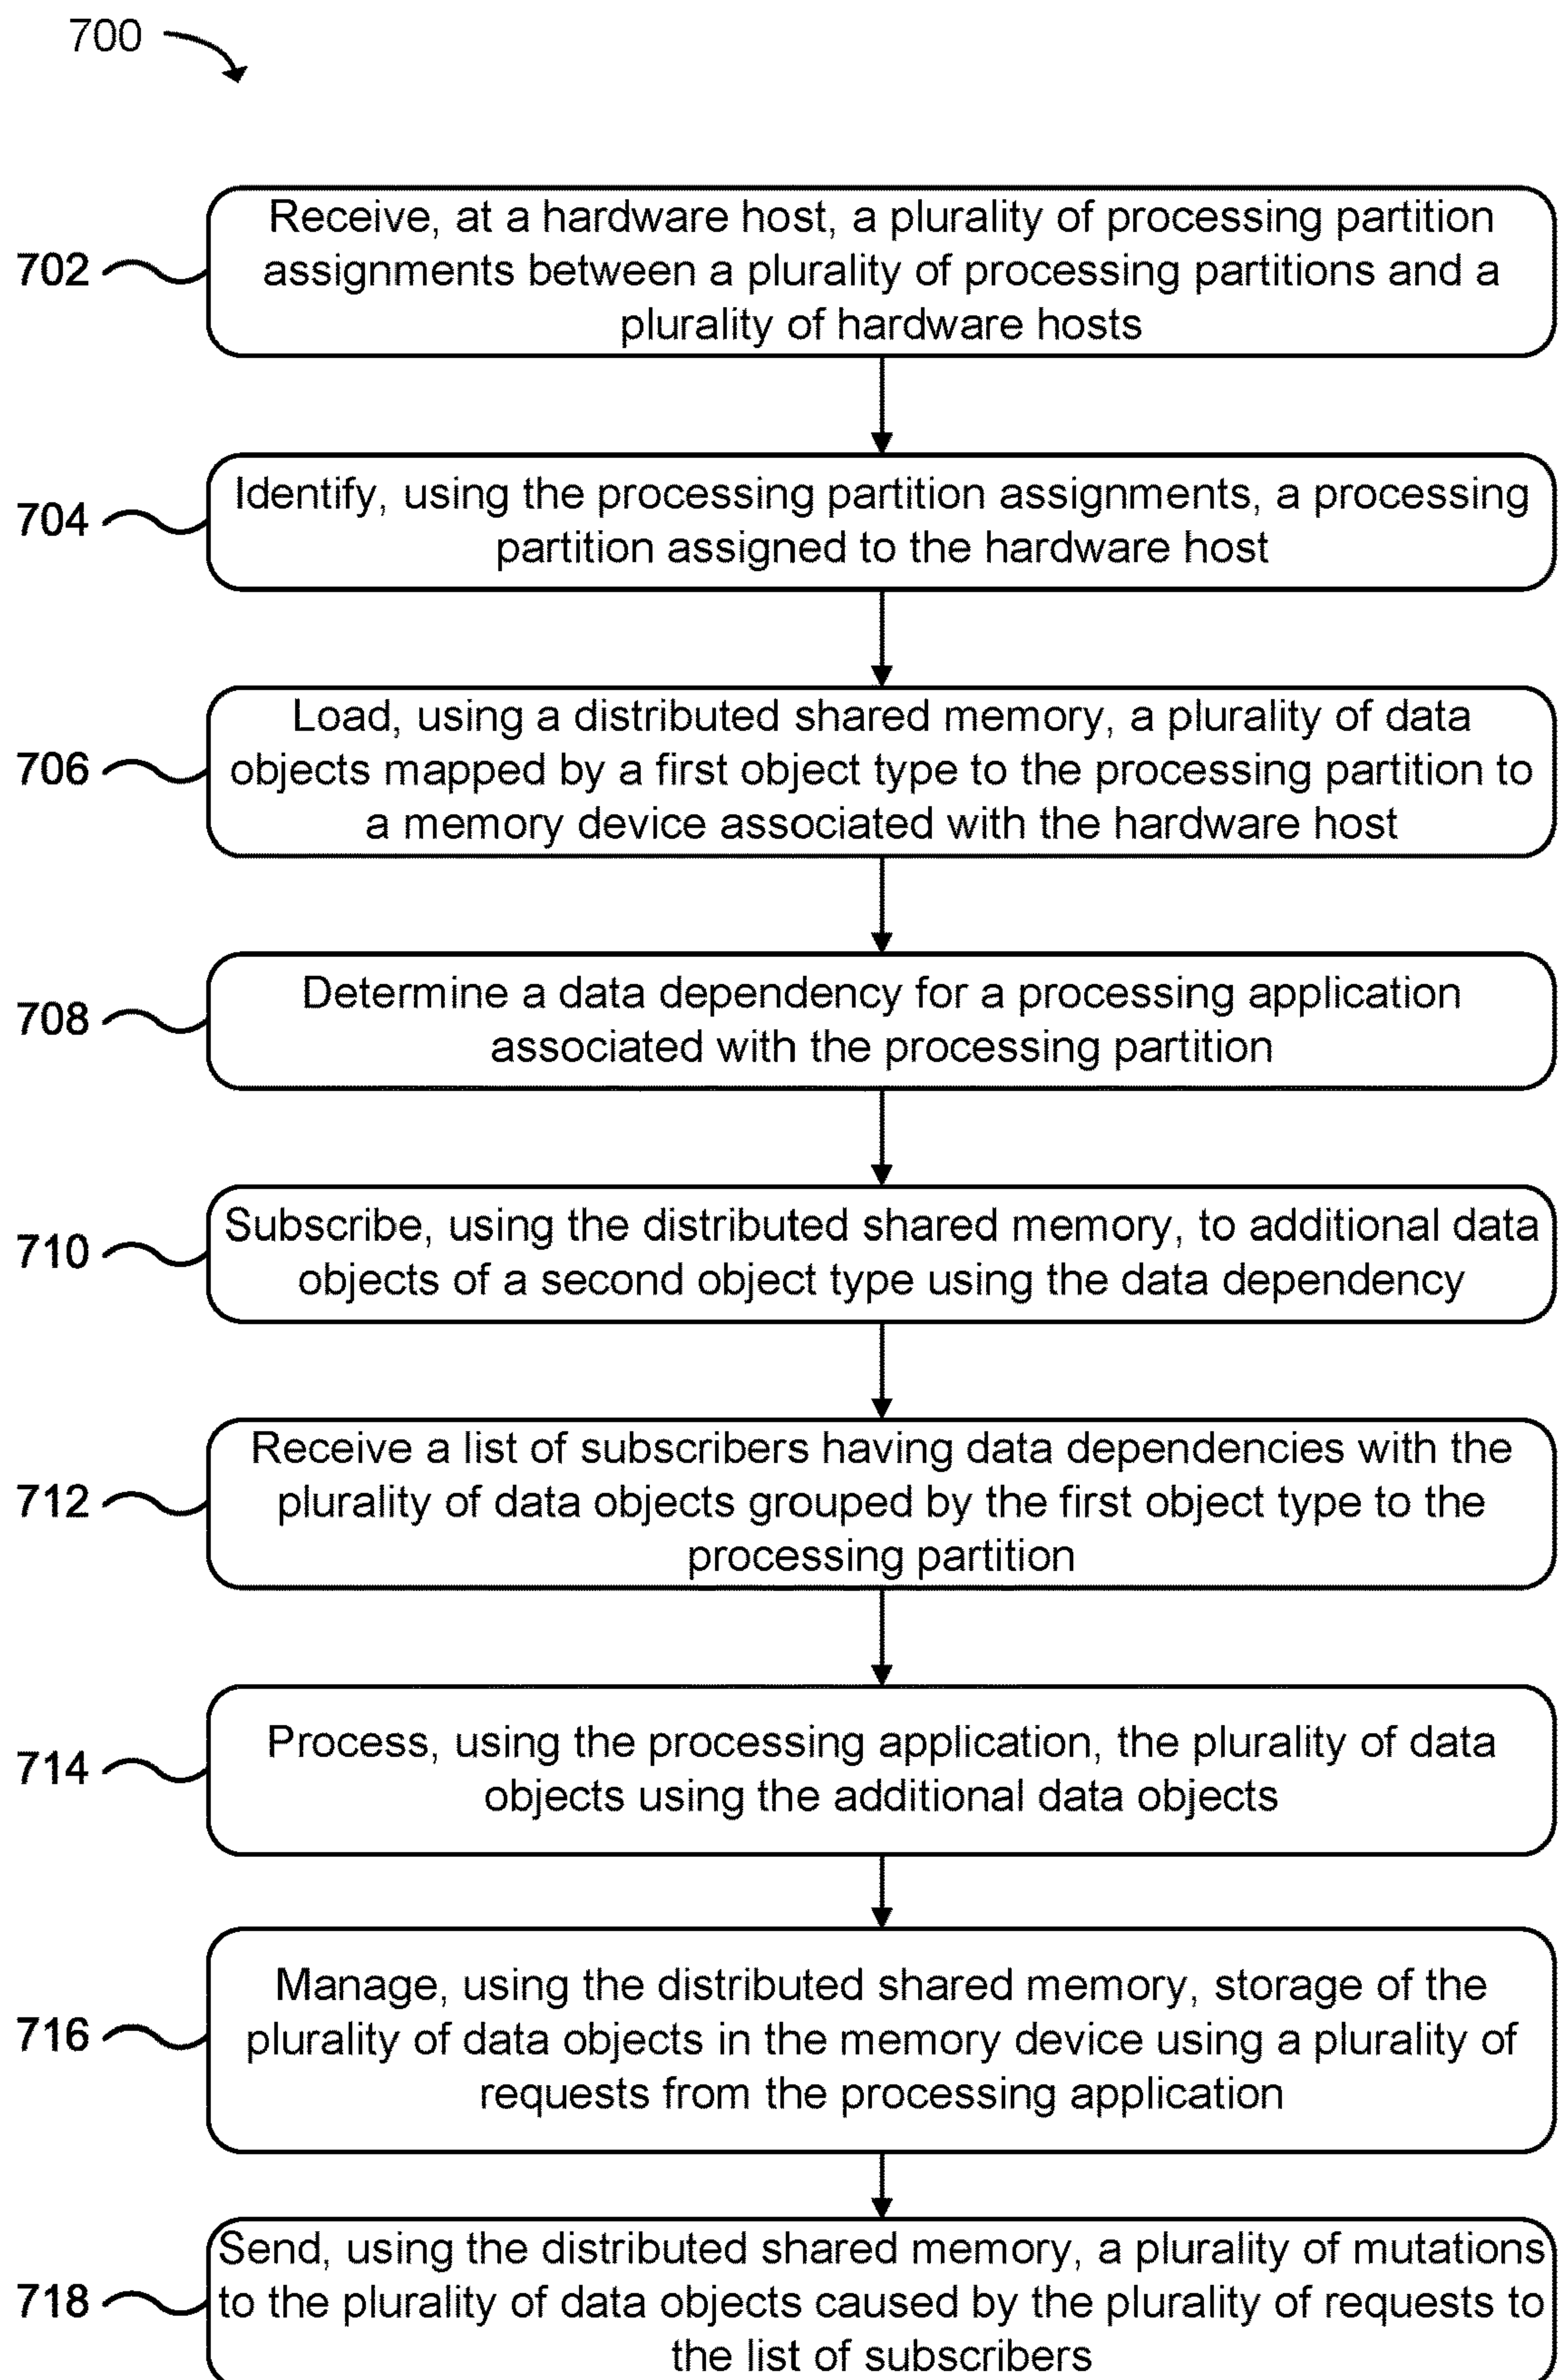 700
702
Receive, at a hardware host, a plurality of processing partition
assignments between a plurality of processing partitions and a
plurality of hardware hosts
704
Identify, using the processing partition assignments, a processing
partition assigned to the hardware host
706
Load, using a distributed shared memory, a plurality of data
objects mapped by a first object type to the processing partition to
a memory device associated with the hardware host
708
Determine a data dependency for a processing application
associated with the processing partition
710
Subscribe, using the distributed shared memory, to additional data
objects of a second object type using the data dependency
712
Receive a list of subscribers having data dependencies with the
plurality of data objects grouped by the first object type to the
processing partition
714
Process, using the processing application, the plurality of data
objects using the additional data objects
716
Manage, using the distributed shared memory, storage of the
plurality of data objects in the memory device using a plurality of
requests from the processing application
718
Send, using the distributed shared memory, a plurality of mutations
to the plurality of data objects caused by the plurality of requests to
the list of subscribers